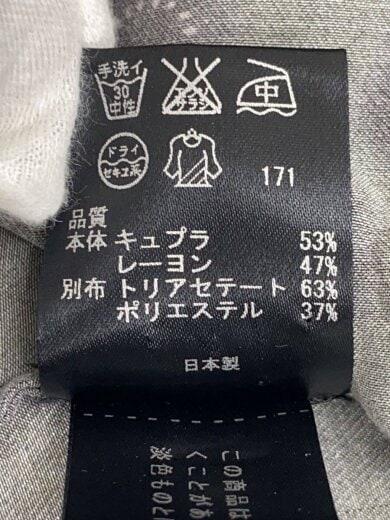 手洗イ
30
中性
エンソ
サラシ
中
ドライ
セキユ系
171
品質
本体 キュプラ 53%
レーヨン 47%
別布 トリアセテート 63%
ポリエステル 37%
日本製
この商品は
くことがあ
淡色ものと